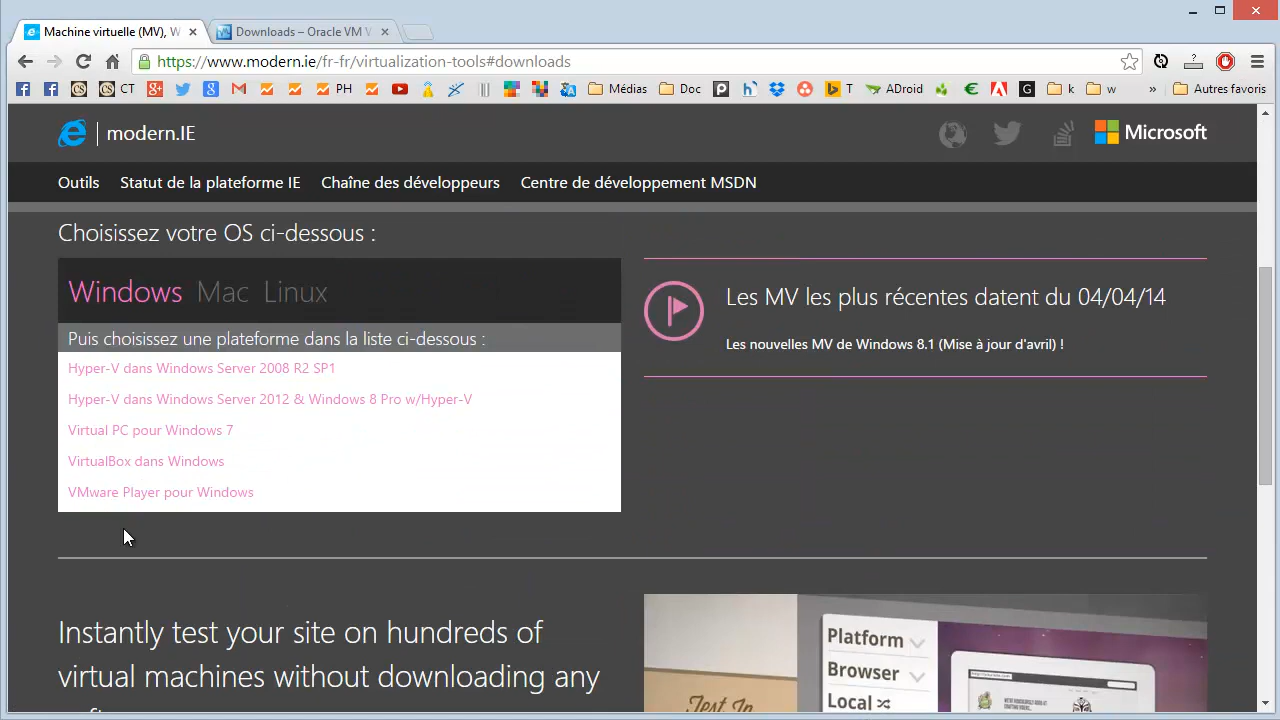 Machine virtuelle (MV), W
Downloads – Oracle VM V
https://www.modern.ie/fr-fr/virtualization-tools#downloads
CT PH Médias Doc T ADroid k w » Autres favoris
modern.IE
Microsoft
Outils Statut de la plateforme IE Chaîne des développeurs Centre de développement MSDN
Choisissez votre OS ci-dessous :
Windows Mac Linux
Puis choisissez une plateforme dans la liste ci-dessous :
Hyper-V dans Windows Server 2008 R2 SP1
Hyper-V dans Windows Server 2012 & Windows 8 Pro w/Hyper-V
Virtual PC pour Windows 7
VirtualBox dans Windows
VMware Player pour Windows
Les MV les plus récentes datent du 04/04/14
Les nouvelles MV de Windows 8.1 (Mise à jour d'avril) !
Instantly test your site on hundreds of
virtual machines without downloading any
Platform
Browser
Local
Test In